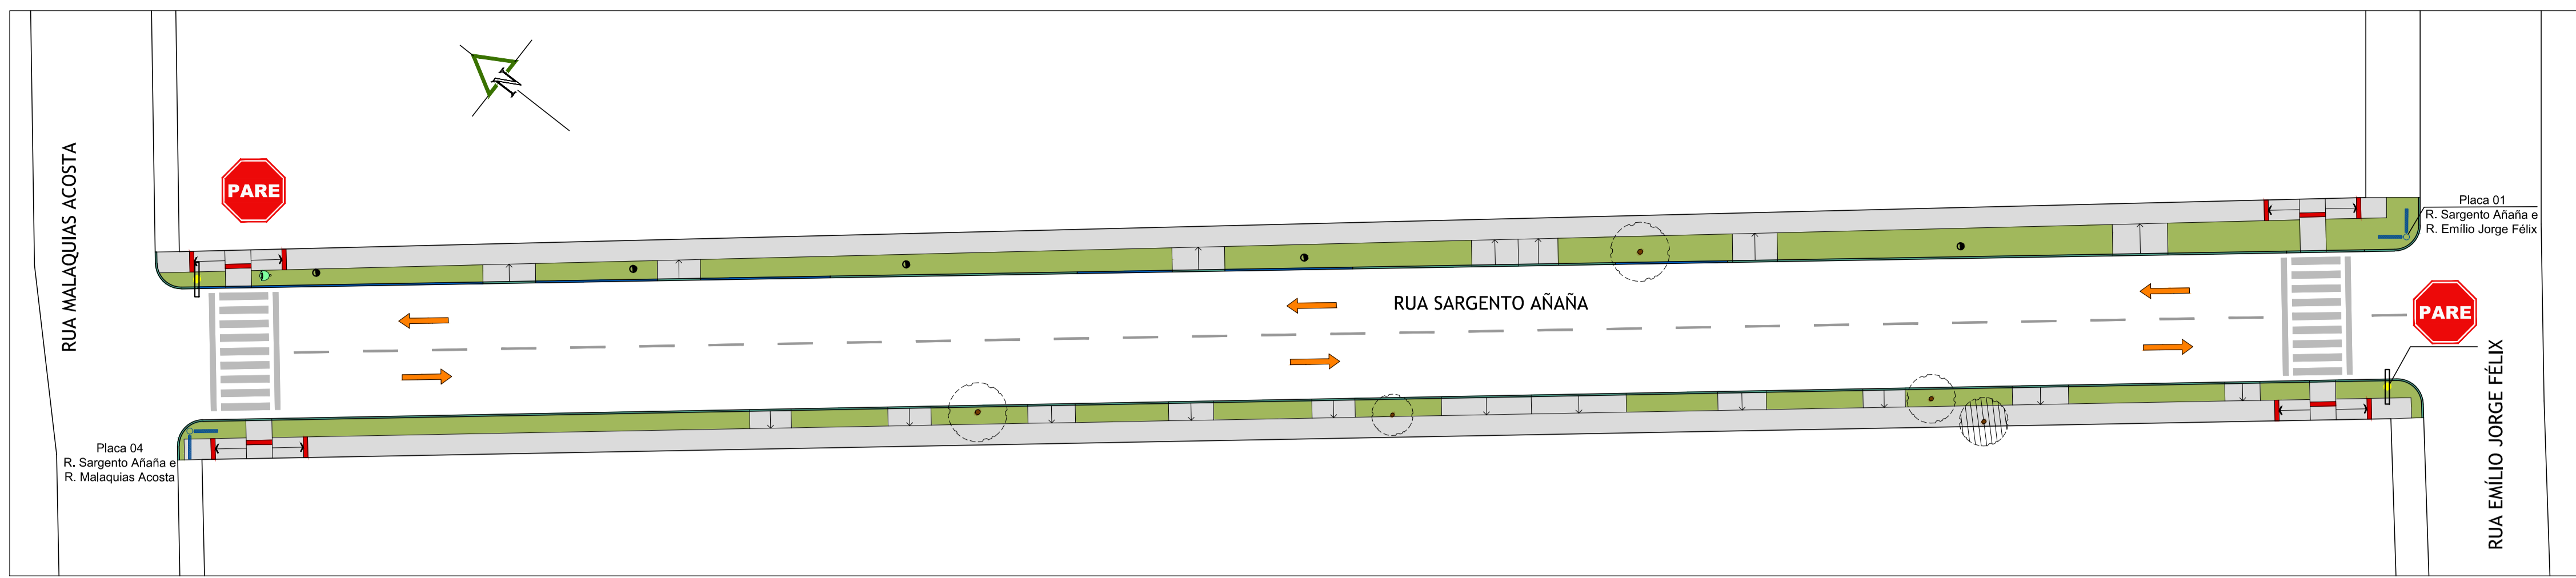 RUA MALAQUIAS ACOSTA
PARE
N
Placa 01
R. Sargento Añaña e
R. Emílio Jorge Félix
RUA SARGENTO AÑAÑA
PARE
Placa 04
R. Sargento Añaña e
R. Malaquias Acosta
RUA EMÍLIO JORGE FÉLIX